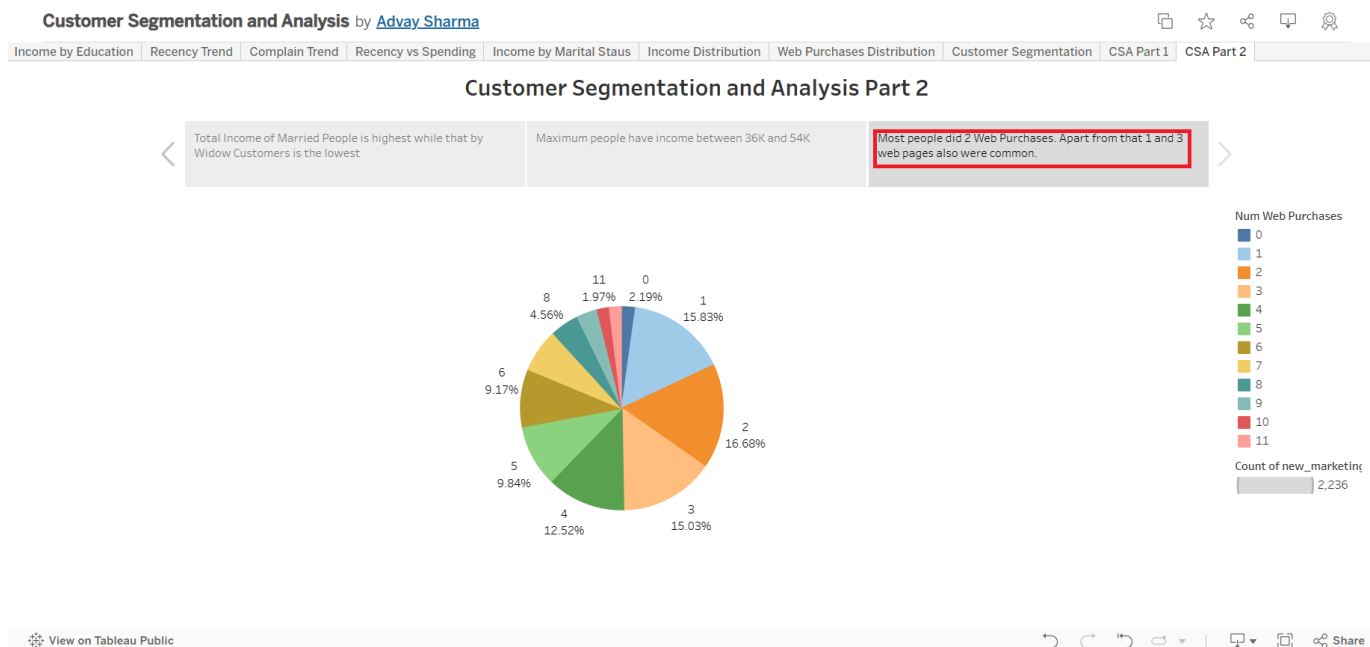 Customer Segmentation and Analysis by Advay Sharma
Income by Education Recency Trend Complain Trend Recency vs Spending Income by Marital Staus Income Distribution Web Purchases Distribution Customer Segmentation CSA Part 1 CSA Part 2
Customer Segmentation and Analysis Part 2
Total Income of Married People is highest while that by
Widow Customers is the lowest
Maximum people have income between 36K and 54K
Most people did 2 Web Purchases. Apart from that 1 and 3
web pages also were common.
Num Web Purchases
0
1
2
3
4
5
6
7
8
9
10
11
Count of new_marketing
2,236
11
1.97%
0
2.19%
1
15.83%
2
16.68%
3
15.03%
4
12.52%
5
9.84%
6
9.17%
8
4.56%
View on Tableau Public
Share